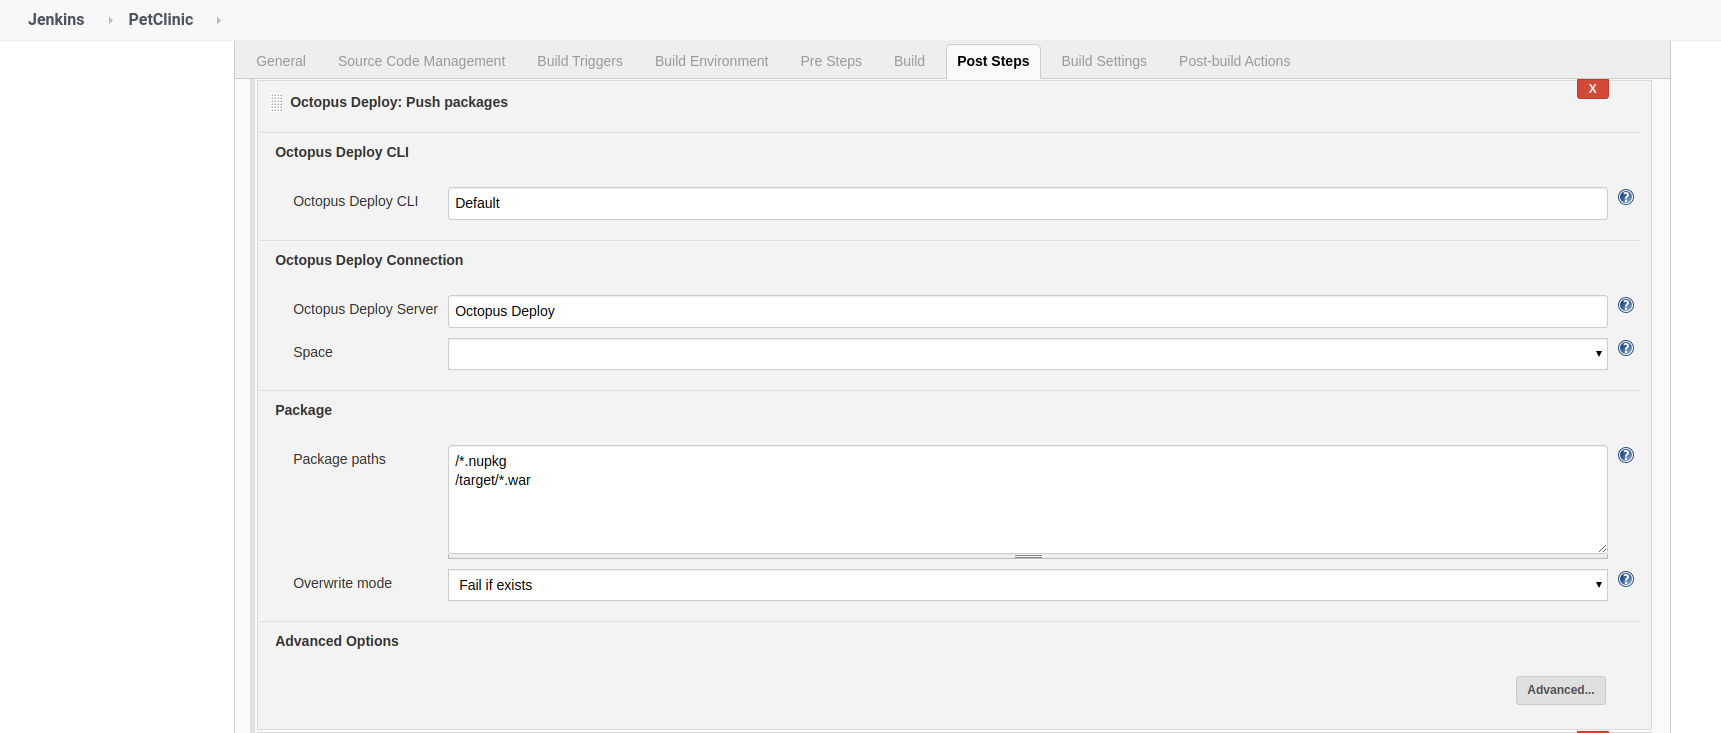 Jenkins PetClinic
General Source Code Management Build Triggers Build Environment Pre Steps Build Post Steps Build Settings Post-build Actions
X
Octopus Deploy: Push packages
Octopus Deploy CLI
Octopus Deploy CLI Default ?
Octopus Deploy Connection
Octopus Deploy Server Octopus Deploy ?
Space ?
Package
Package paths /*.nupkg ?
/target/*.war
Overwrite mode Fail if exists ?
Advanced Options
Advanced...